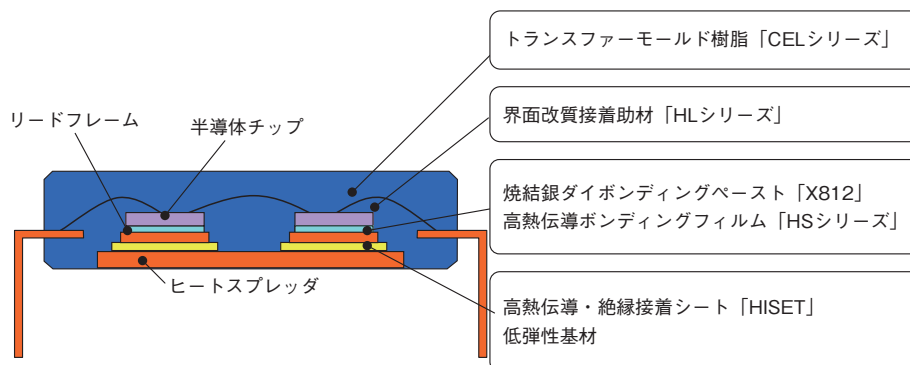 トランスファーモールド樹脂「CELシリーズ」
界面改質接着助材「HLシリーズ」
リードフレーム
半導体チップ
焼結銀ダイボンディングペースト「X812」
高熱伝導ボンディングフィルム「HSシリーズ」
ヒートスプレッダ
高熱伝導・絶縁接着シート「HISET」
低弾性基材